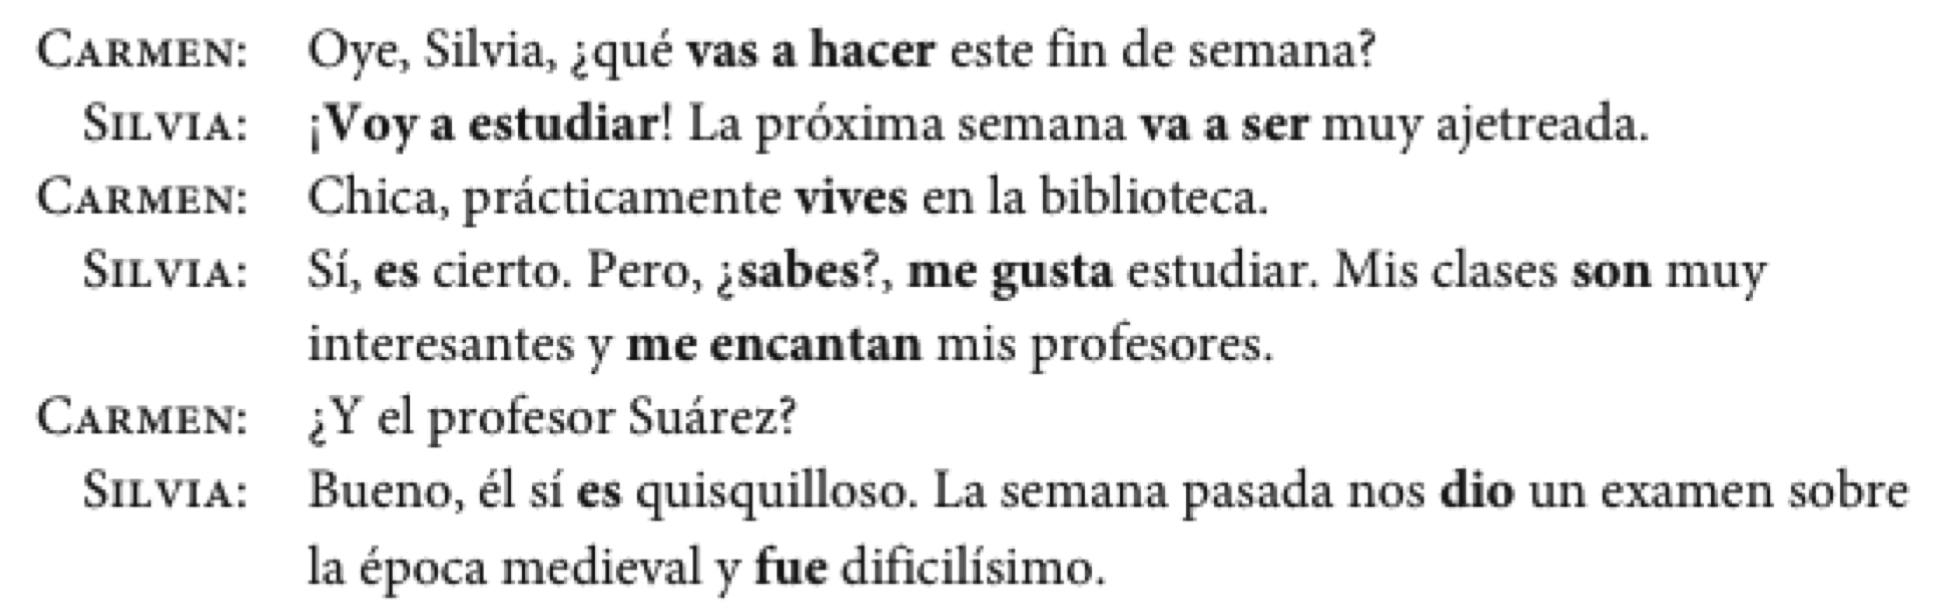 CARMEN: Oye, Silvia, ¿qué vas a hacer este fin de semana?
SILVIA: ¡Voy a estudiar! La próxima semana va a ser muy ajetreada.
CARMEN: Chica, prácticamente vives en la biblioteca.
SILVIA: Sí, es cierto. Pero, ¿sabes?, me gusta estudiar. Mis clases son muy
interesantes y me encantan mis profesores.
CARMEN: ¿Y el profesor Suárez?
SILVIA: Bueno, él sí es quisquilloso. La semana pasada nos dio un examen sobre
la época medieval y fue dificilísimo.